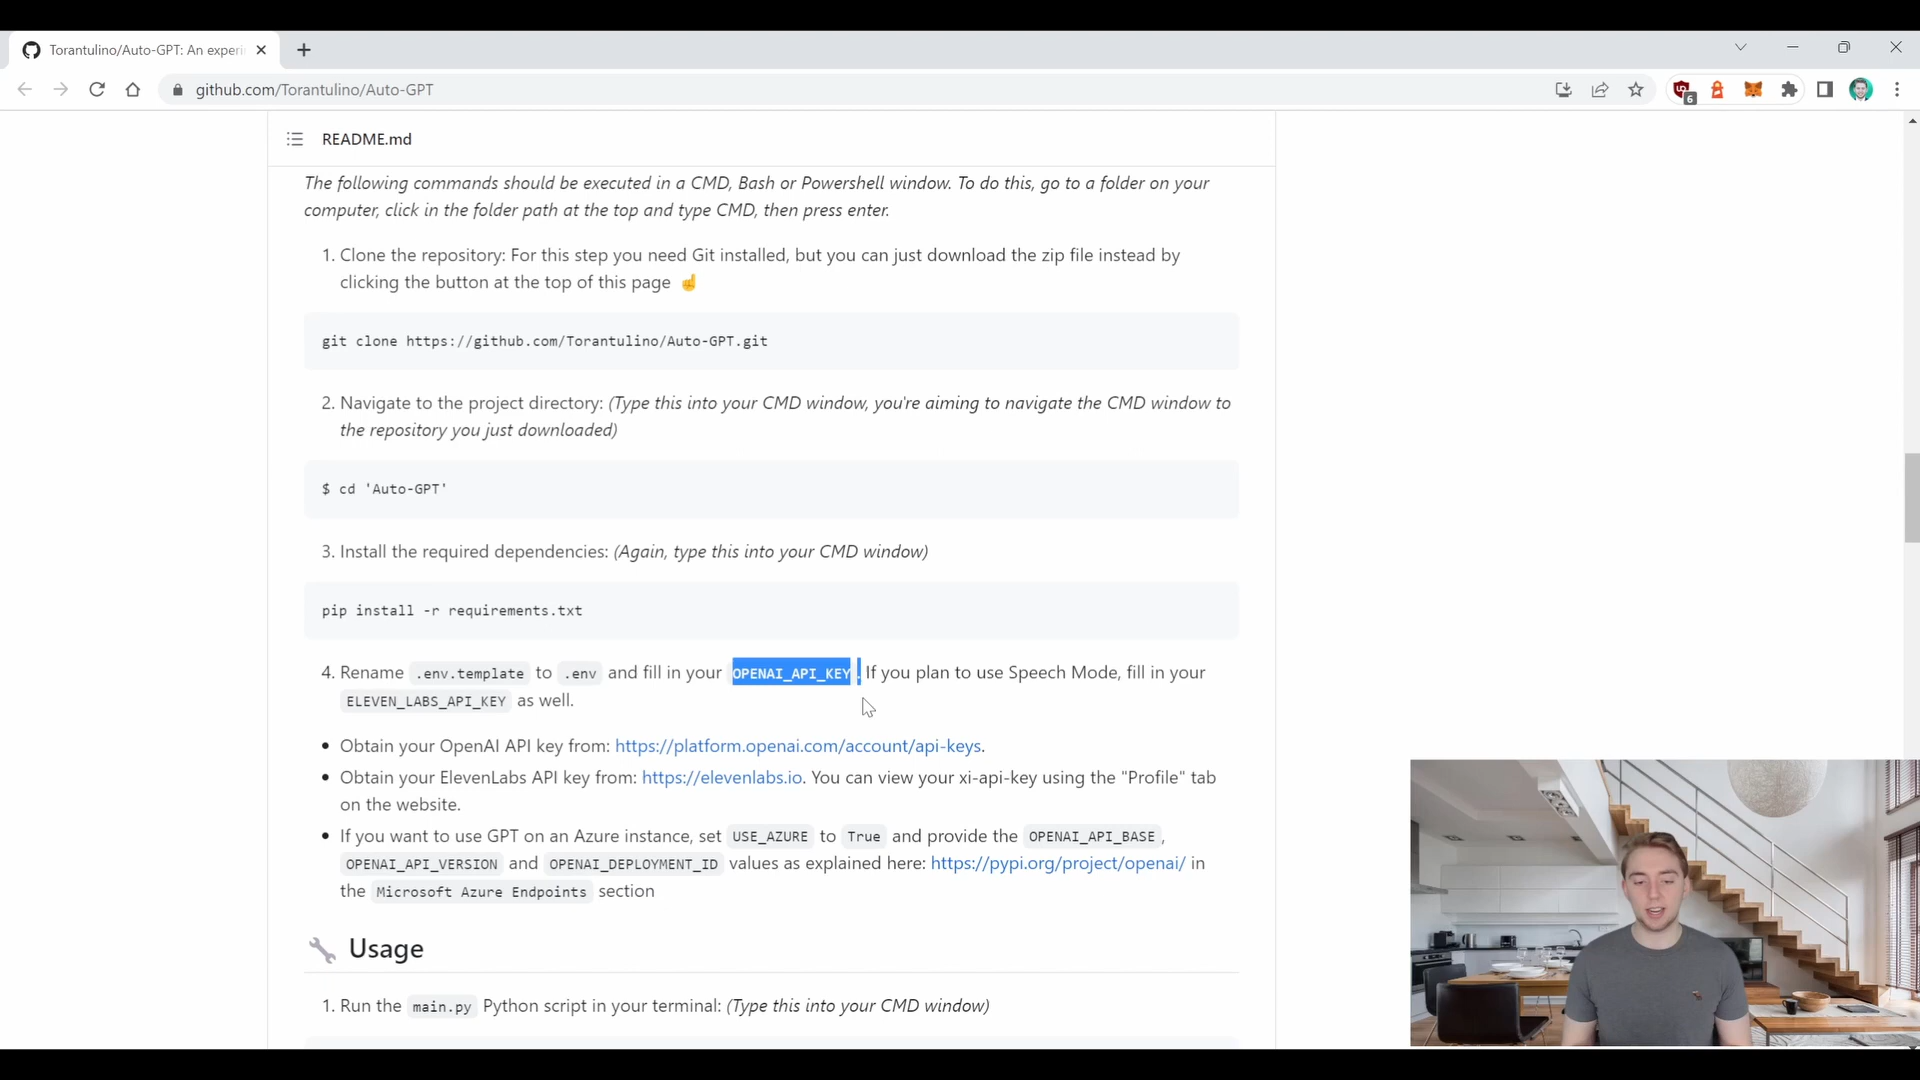 Torantulino/Auto-GPT: An experi
github.com/Torantulino/Auto-GPT
6
README.md
The following commands should be executed in a CMD, Bash or Powershell window. To do this, go to a folder on your
computer, click in the folder path at the top and type CMD, then press enter.
1. Clone the repository: For this step you need Git installed, but you can just download the zip file instead by
clicking the button at the top of this page ☝️
git clone https://github.com/Torantulino/Auto-GPT.git
2. Navigate to the project directory: (Type this into your CMD window, you're aiming to navigate the CMD window to
the repository you just downloaded)
$ cd 'Auto-GPT'
3. Install the required dependencies: (Again, type this into your CMD window)
pip install -r requirements.txt
4. Rename .env.template to .env and fill in your OPENAI_API_KEY . If you plan to use Speech Mode, fill in your
ELEVEN_LABS_API_KEY as well.
• Obtain your OpenAI API key from: https://platform.openai.com/account/api-keys.
• Obtain your ElevenLabs API key from: https://elevenlabs.io. You can view your xi-api-key using the "Profile" tab
on the website.
• If you want to use GPT on an Azure instance, set USE_AZURE to True and provide the OPENAI_API_BASE ,
OPENAI_API_VERSION and OPENAI_DEPLOYMENT_ID values as explained here: https://pypi.org/project/openai/ in
the Microsoft Azure Endpoints section
🔧 Usage
1. Run the main.py Python script in your terminal: (Type this into your CMD window)